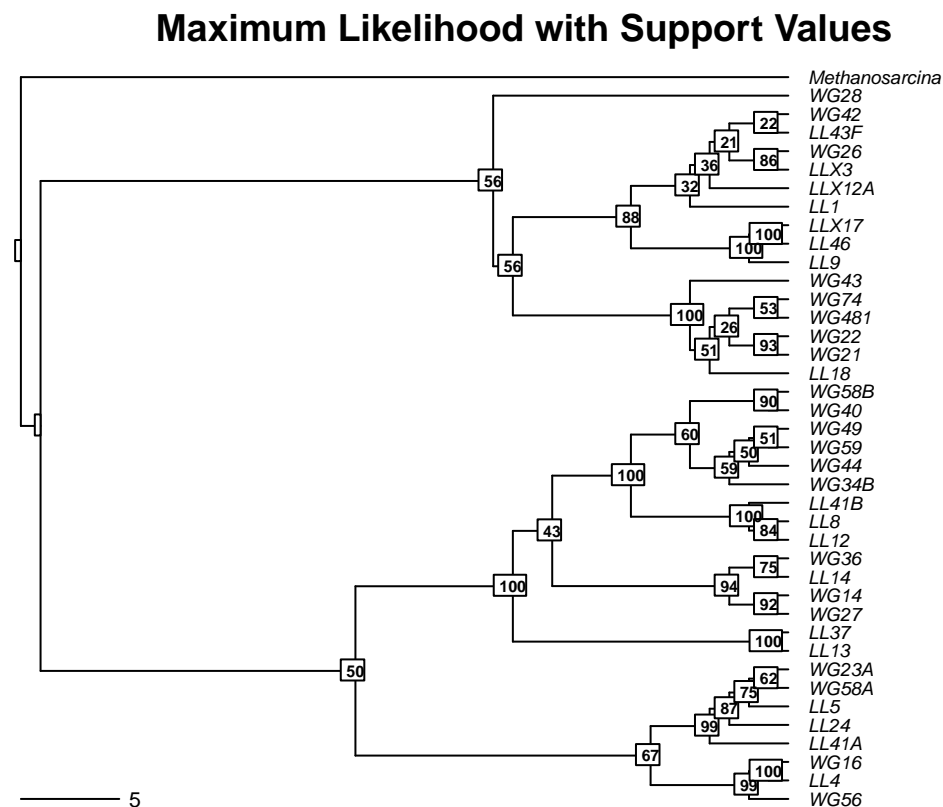 Maximum Likelihood with Support Values
Methanosarcina
WG28
WG42
22
LL43F
21
WG26
36
86
LLX3
56
32
LLX12A
88
LL1
LLX17
100
LL46
100
LL9
56
WG43
WG74
53
WG481
100
26
WG22
93
51
WG21
LL18
WG58B
90
WG40
60
WG49
51
WG59
50
WG44
59
100
WG34B
LL41B
100
LL8
84
43
LL12
WG36
75
LL14
100
94
WG14
92
WG27
LL37
100
LL13
50
WG23A
62
WG58A
75
LL5
87
LL24
99
LL41A
67
WG16
100
LL4
99
WG56
5